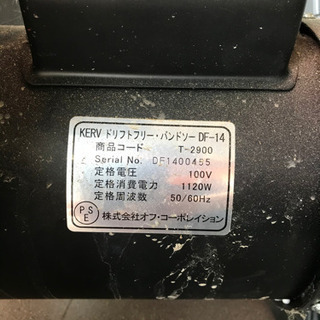 KERV ドリフトフリー・バンドソー DF-14
商品コード T-2900
Serial No. DF1400455
定格電圧 100V
定格消費電力 1120W
定格周波数 50/60Hz
PSE 株式会社オフ・コーポレイション